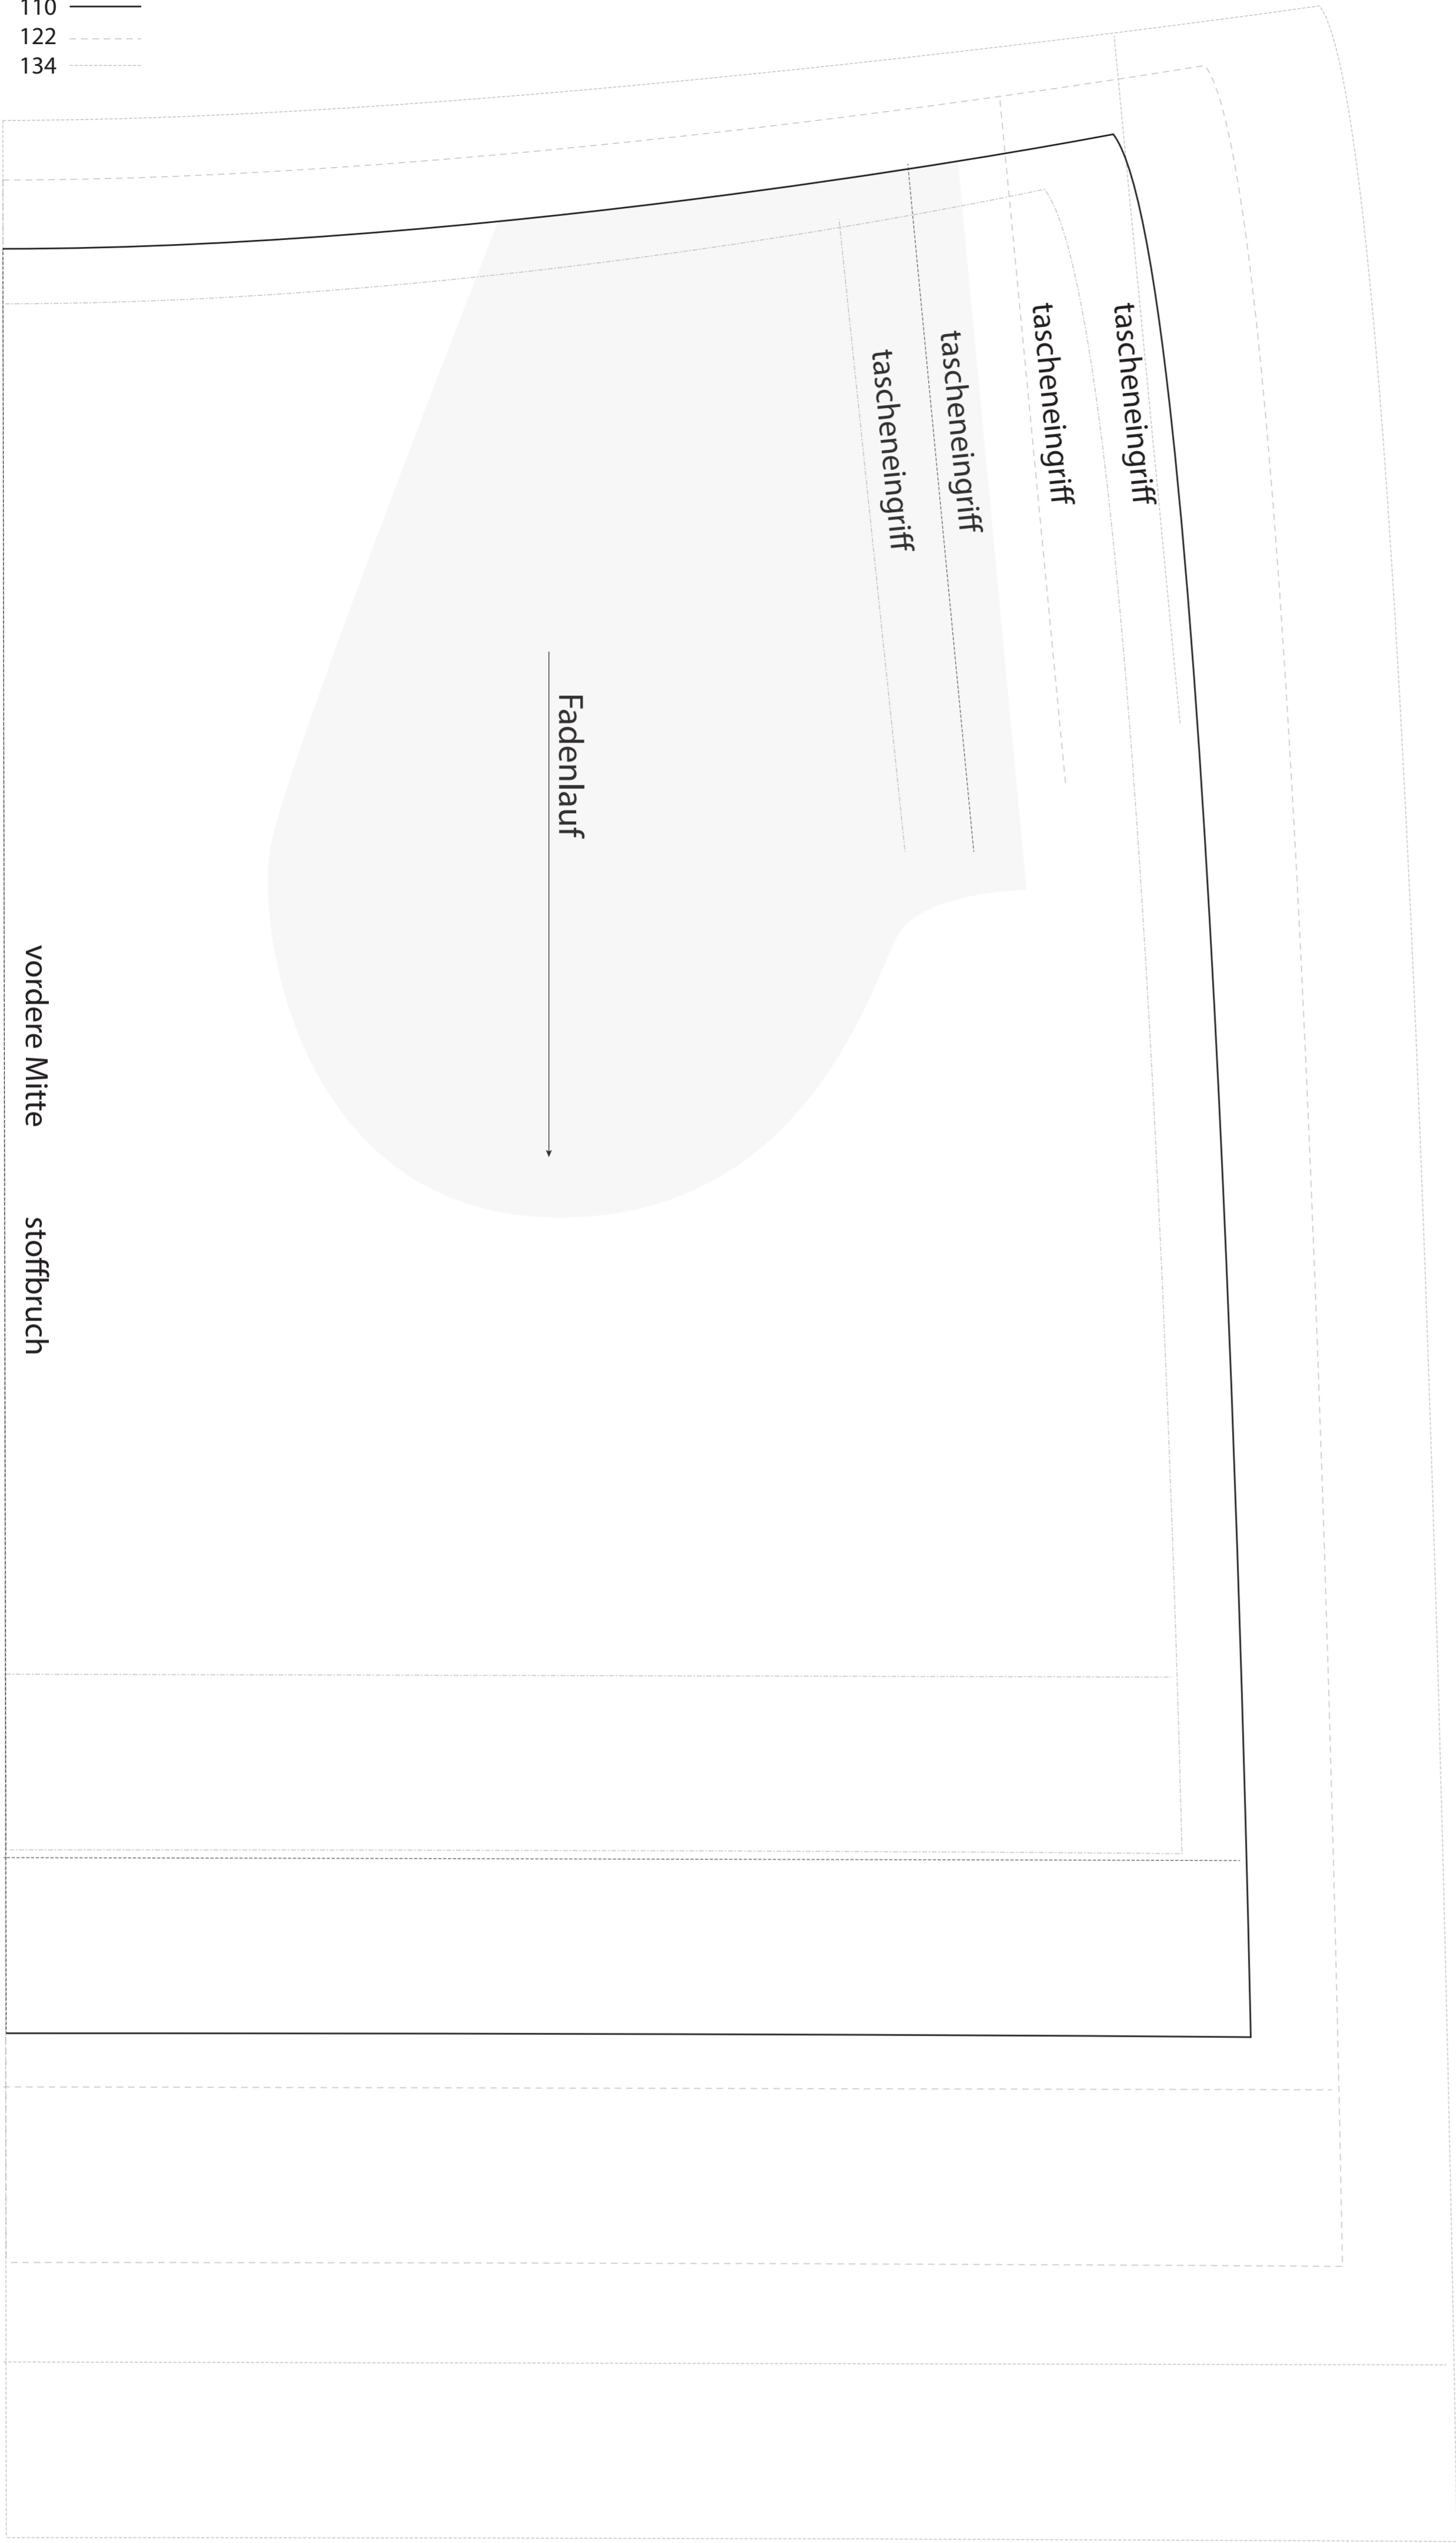 110
122
134
tascheneingriff
tascheneingriff
tascheneingriff
tascheneingriff
Fadenlauf
vordere Mitte
stoffbruch